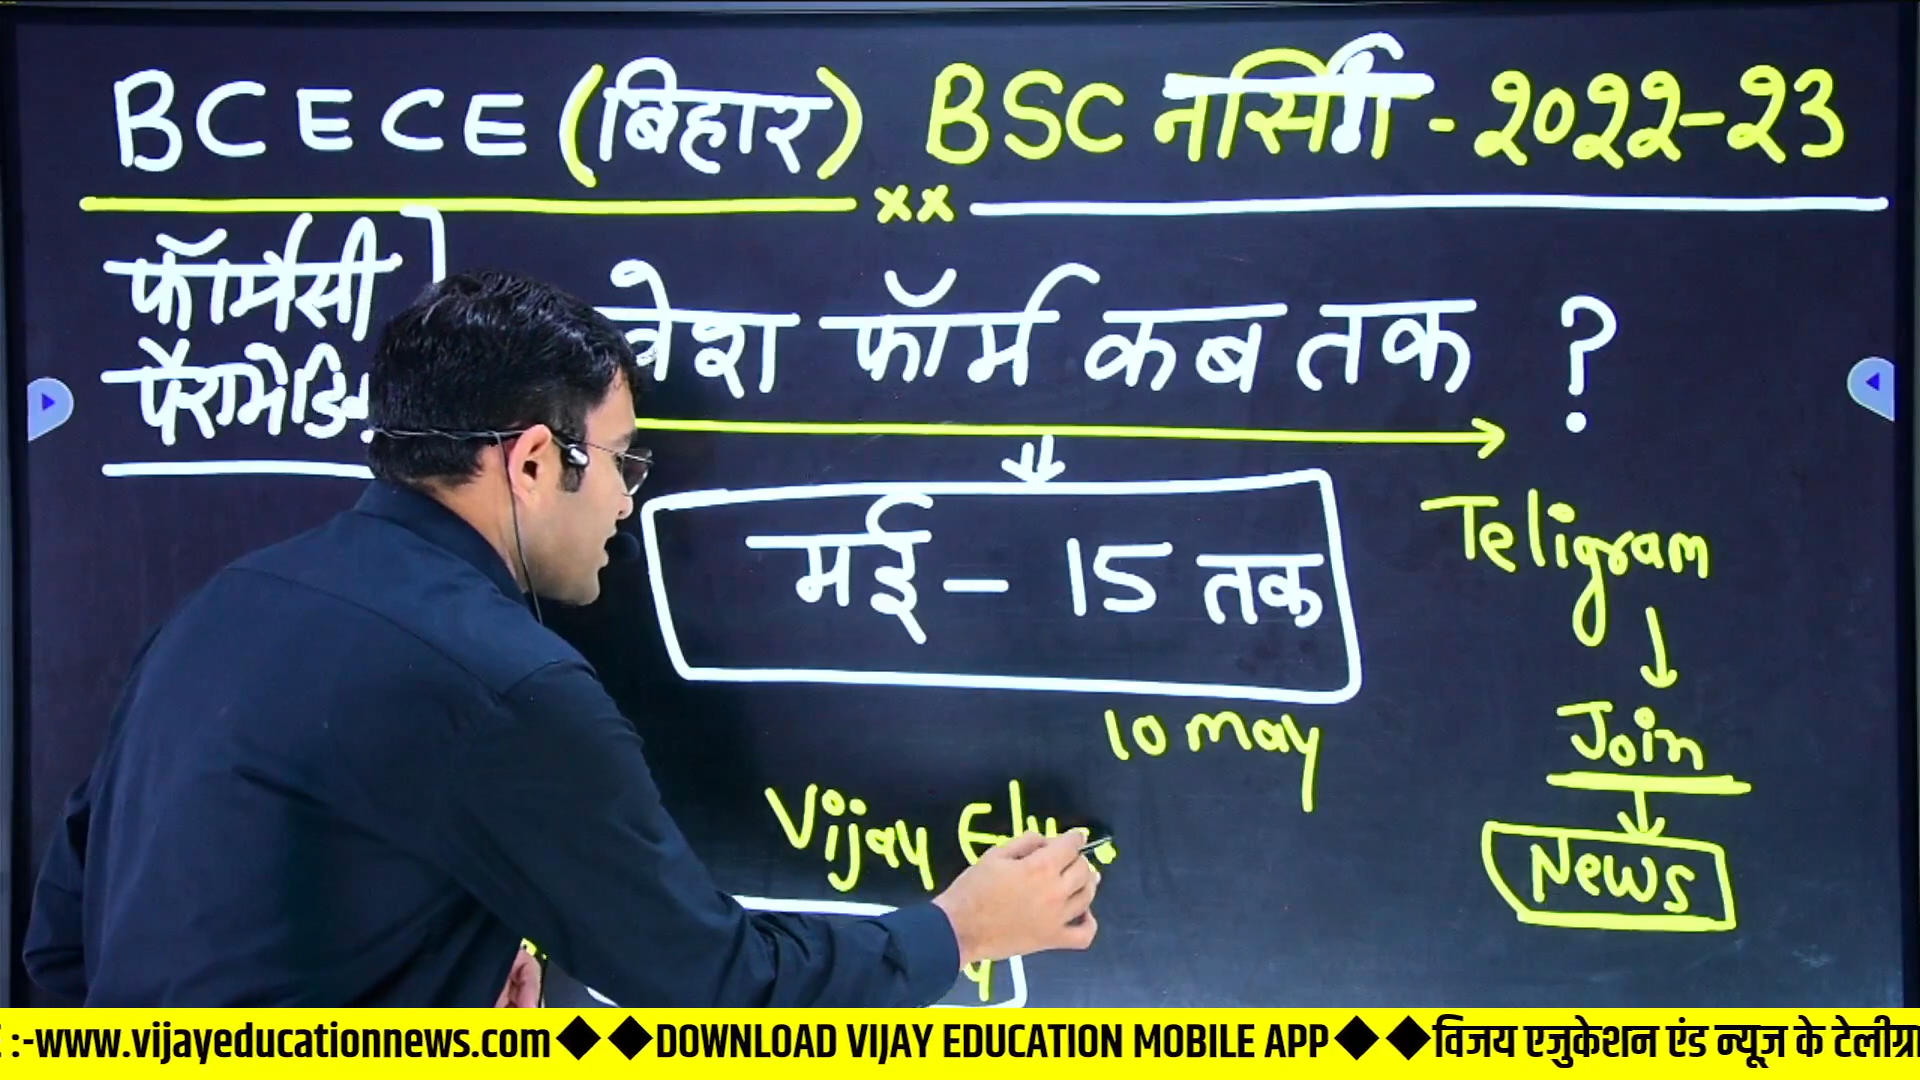 BCECE (बिहार) BSC नर्सिंग - 2022-23
xx
फॉर्मेसी
पैरामेडि
वेश फॉर्म कब तक ?
मई - 15 तक
Teligram
10 may
Join
Vijay
News
:-www.vijayeducationnews.com◆◆DOWNLOAD VIJAY EDUCATION MOBILE APP◆◆विजय एजुकेशन एंड न्यूज के टेलीग्रा